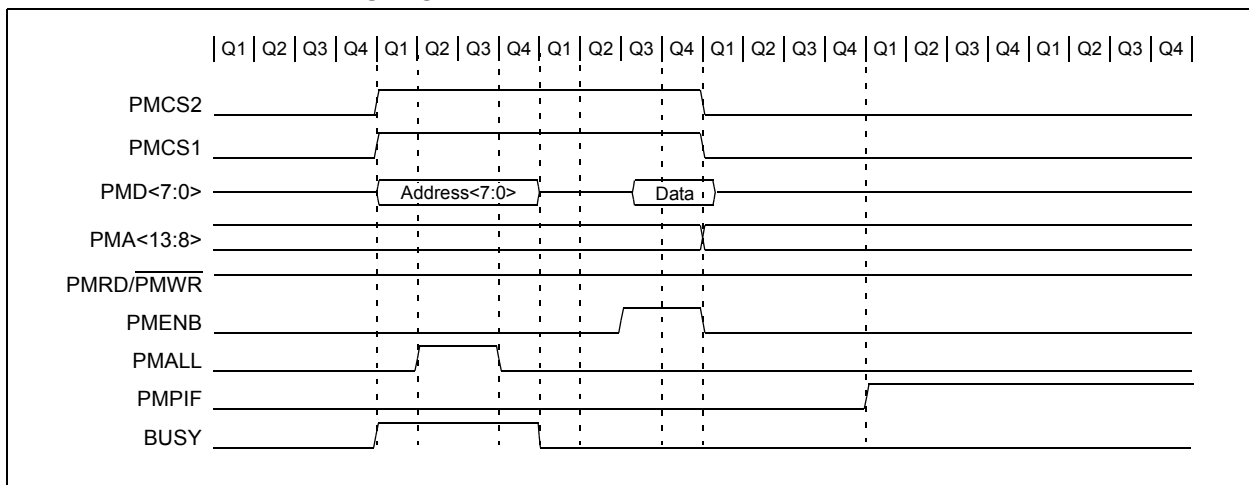 Q1 Q2 Q3 Q4 Q1 Q2 Q3 Q4 Q1 Q2 Q3 Q4 Q1 Q2 Q3 Q4 Q1 Q2 Q3 Q4 Q1 Q2 Q3 Q4
PMCS2
PMCS1
PMD<7:0> Address<7:0> Data
PMA<13:8>
PMRD/PMWR
PMENB
PMALL
PMPIF
BUSY